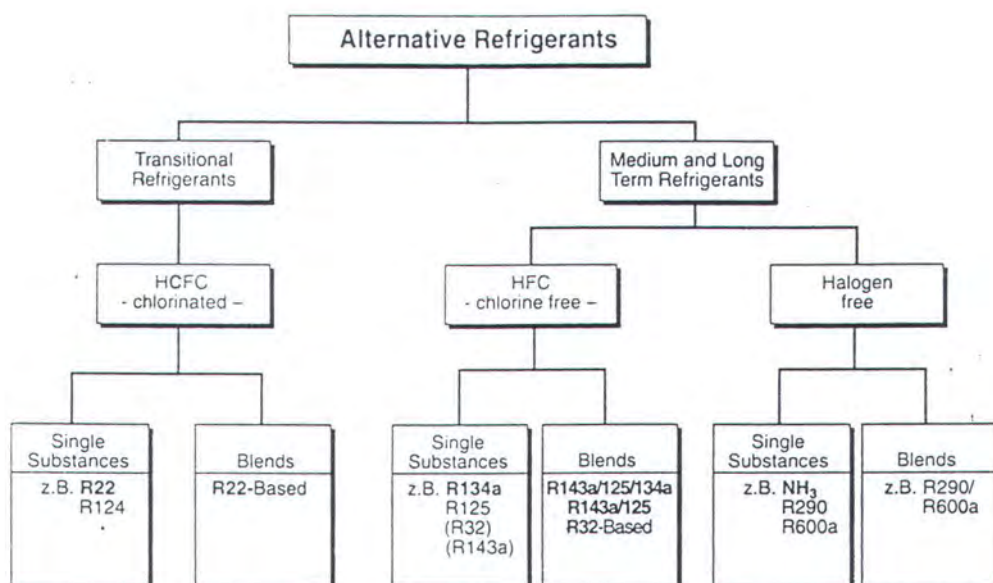 Alternative Refrigerants
Transitional
Refrigerants
Medium and Long
Term Refrigerants
HCFC
- chlorinated –
HFC
- chlorine free –
Halogen
free
Single
Substances
z.B. R22
R124
Blends
R22-Based
Single
Substances
z.B. R134a
R125
(R32)
(R143a)
Blends
R143a/125/134a
R143a/125
R32-Based
Single
Substances
z.B. NH₃
R290
R600a
Blends
z.B. R290/
R600a